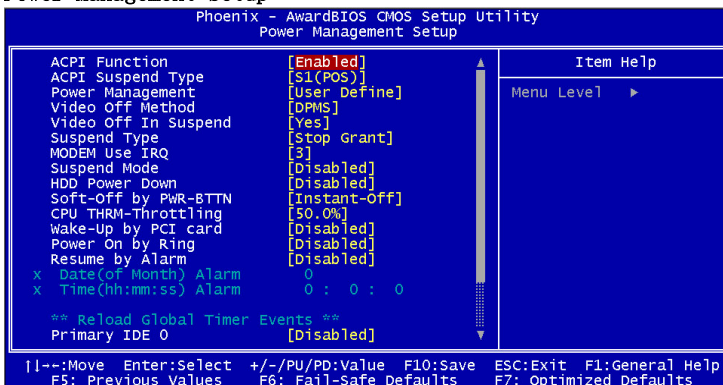 Phoenix - AwardBIOS CMOS Setup Utility
Power Management Setup
ACPI Function [Enabled]
ACPI Suspend Type [S1(POS)]
Power Management [User Define]
Video Off Method [DPMS]
Video Off In Suspend [Yes]
Suspend Type [Stop Grant]
MODEM Use IRQ [3]
Suspend Mode [Disabled]
HDD Power Down [Disabled]
Soft-Off by PWR-BTTN [Instant-Off]
CPU THRM-Throttling [50.0%]
Wake-Up by PCI card [Disabled]
Power On by Ring [Disabled]
Resume by Alarm [Disabled]
x Date(of Month) Alarm 0
x Time(hh:mm:ss) Alarm 0 : 0 : 0
** Reload Global Timer Events **
Primary IDE 0 [Disabled]
Item Help
Menu Level ▶
↑↓→←:Move Enter:Select +/-/PU/PD:Value F10:Save ESC:Exit F1:General Help
F5: Previous Values F6: Fail-Safe Defaults F7: Optimized Defaults